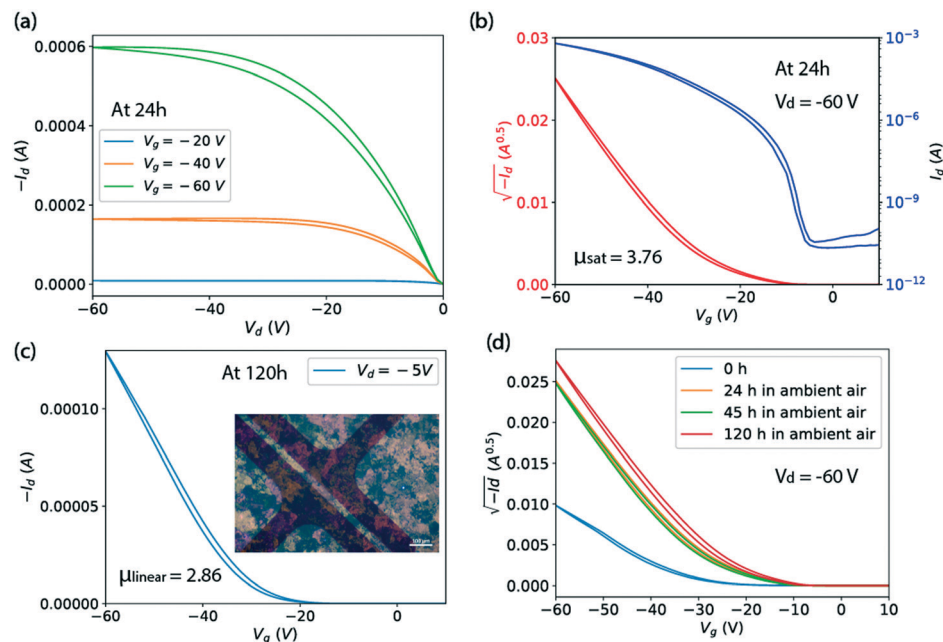 (a)
At 24h
V_g = − 20 V
V_g = − 40 V
V_g = − 60 V
0.0006
0.0004
0.0002
0.0000
−I_d (A)
−60
−40
−20
0
V_d (V)
(b)
At 24h
V_d = -60 V
μsat = 3.76
0.03
0.02
0.01
0.00
√−I_d (A^0.5)
10^−3
10^−6
10^−9
10^−12
I_d (A)
−60
−40
−20
0
V_g (V)
(c)
At 120h
V_d = − 5V
μlinear = 2.86
100 μm
0.00010
0.00005
0.00000
−I_d (A)
−60
−40
−20
0
V_g (V)
(d)
0 h
24 h in ambient air
45 h in ambient air
120 h in ambient air
V_d = -60 V
0.025
0.020
0.015
0.010
0.005
0.000
√−Id (A^0.5)
−60
−50
−40
−30
−20
−10
0
10
V_g (V)